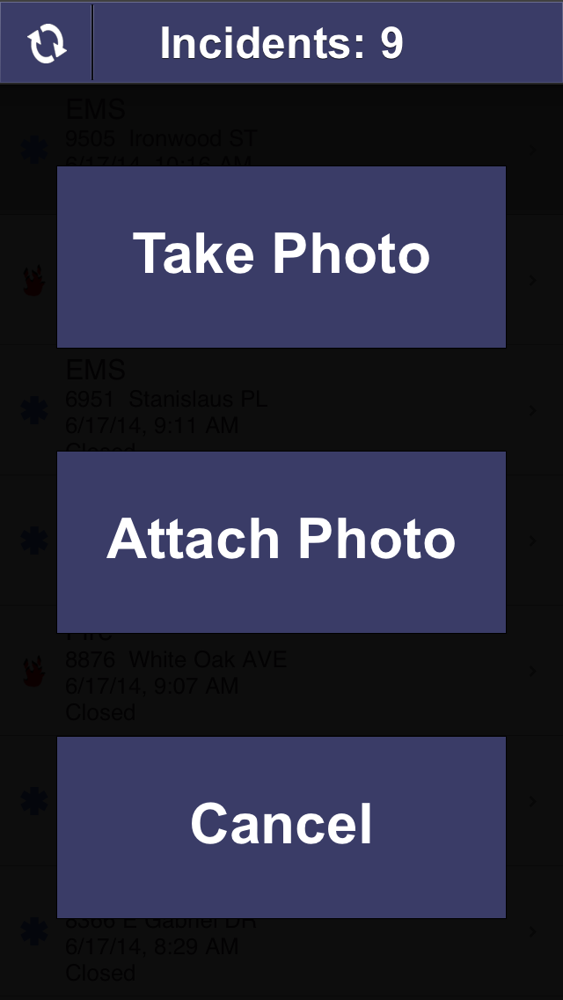 Incidents: 9
EMS
9505 Ironwood ST
6/17/14, 10:16 AM
Take Photo
EMS
6951 Stanislaus PL
6/17/14, 9:11 AM
Closed
Attach Photo
Fire
8876 White Oak AVE
6/17/14, 9:07 AM
Closed
Cancel
8366 E Gabriel DR
6/17/14, 8:29 AM
Closed